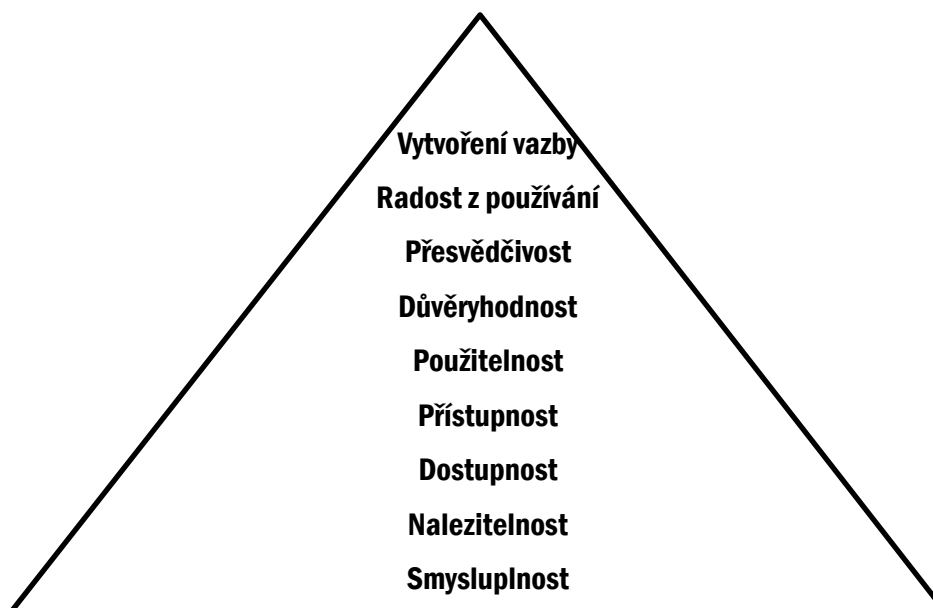 Vytvoření vazby
Radost z používání
Přesvědčivost
Důvěryhodnost
Použitelnost
Přístupnost
Dostupnost
Nalezitelnost
Smysluplnost